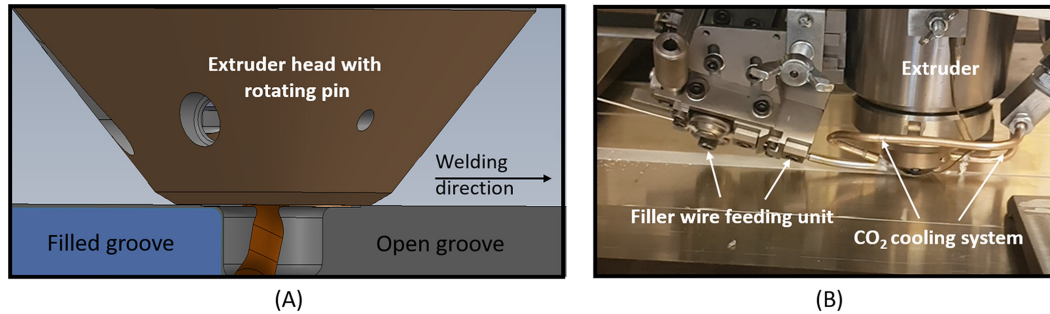 Extruder head with
rotating pin
Welding
direction
Filled groove
Open groove
(A)
Extruder
Filler wire feeding unit
CO₂ cooling system
(B)